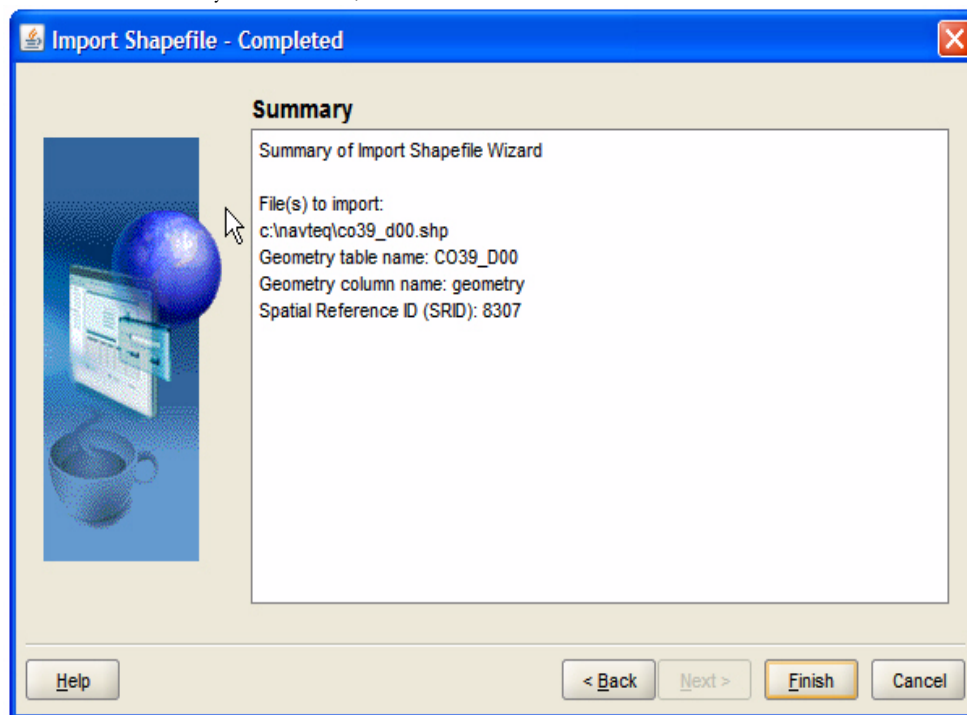 Import Shapefile - Completed
Summary
Summary of Import Shapefile Wizard
File(s) to import:
c:\navteq\co39_d00.shp
Geometry table name: CO39_D00
Geometry column name: geometry
Spatial Reference ID (SRID): 8307
Help
< Back
Next >
Finish
Cancel